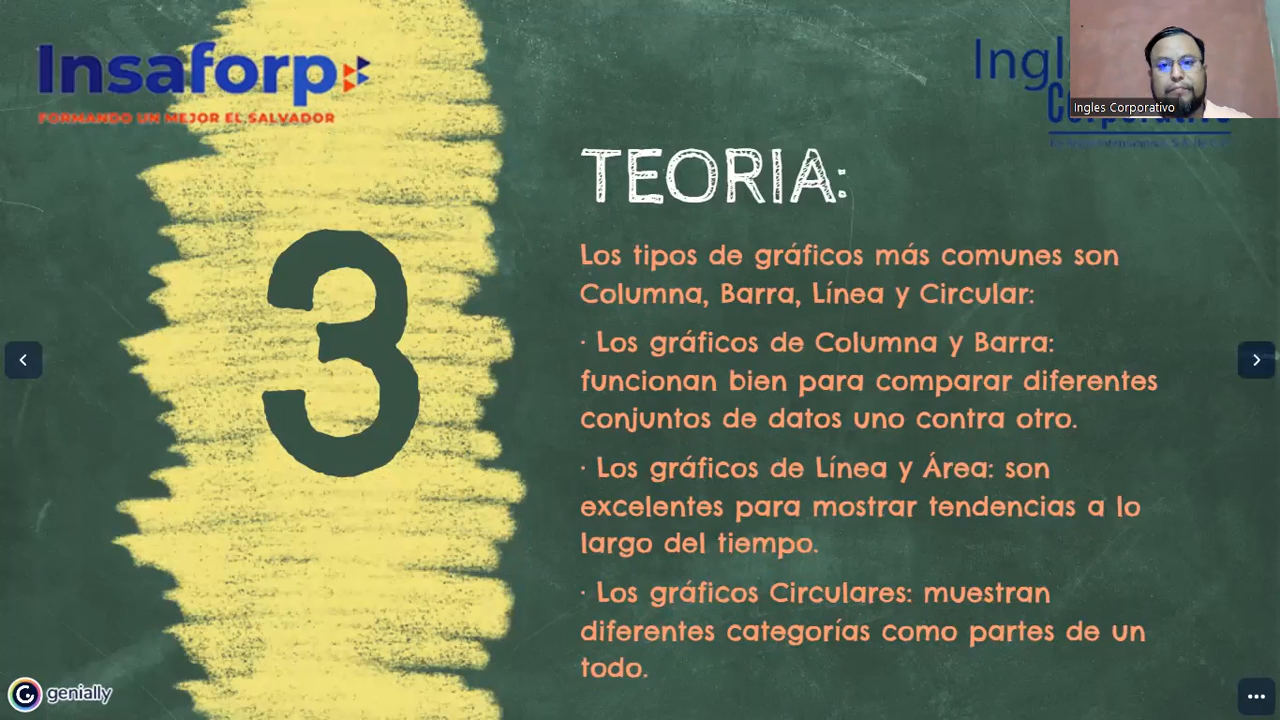 Insaforp
FORMANDO UN MEJOR EL SALVADOR
Ingles Corporativo
TEORIA:
3
Los tipos de gráficos más comunes son
Columna, Barra, Línea y Circular:
· Los gráficos de Columna y Barra:
funcionan bien para comparar diferentes
conjuntos de datos uno contra otro.
· Los gráficos de Línea y Área: son
excelentes para mostrar tendencias a lo
largo del tiempo.
· Los gráficos Circulares: muestran
diferentes categorías como partes de un
todo.
genially